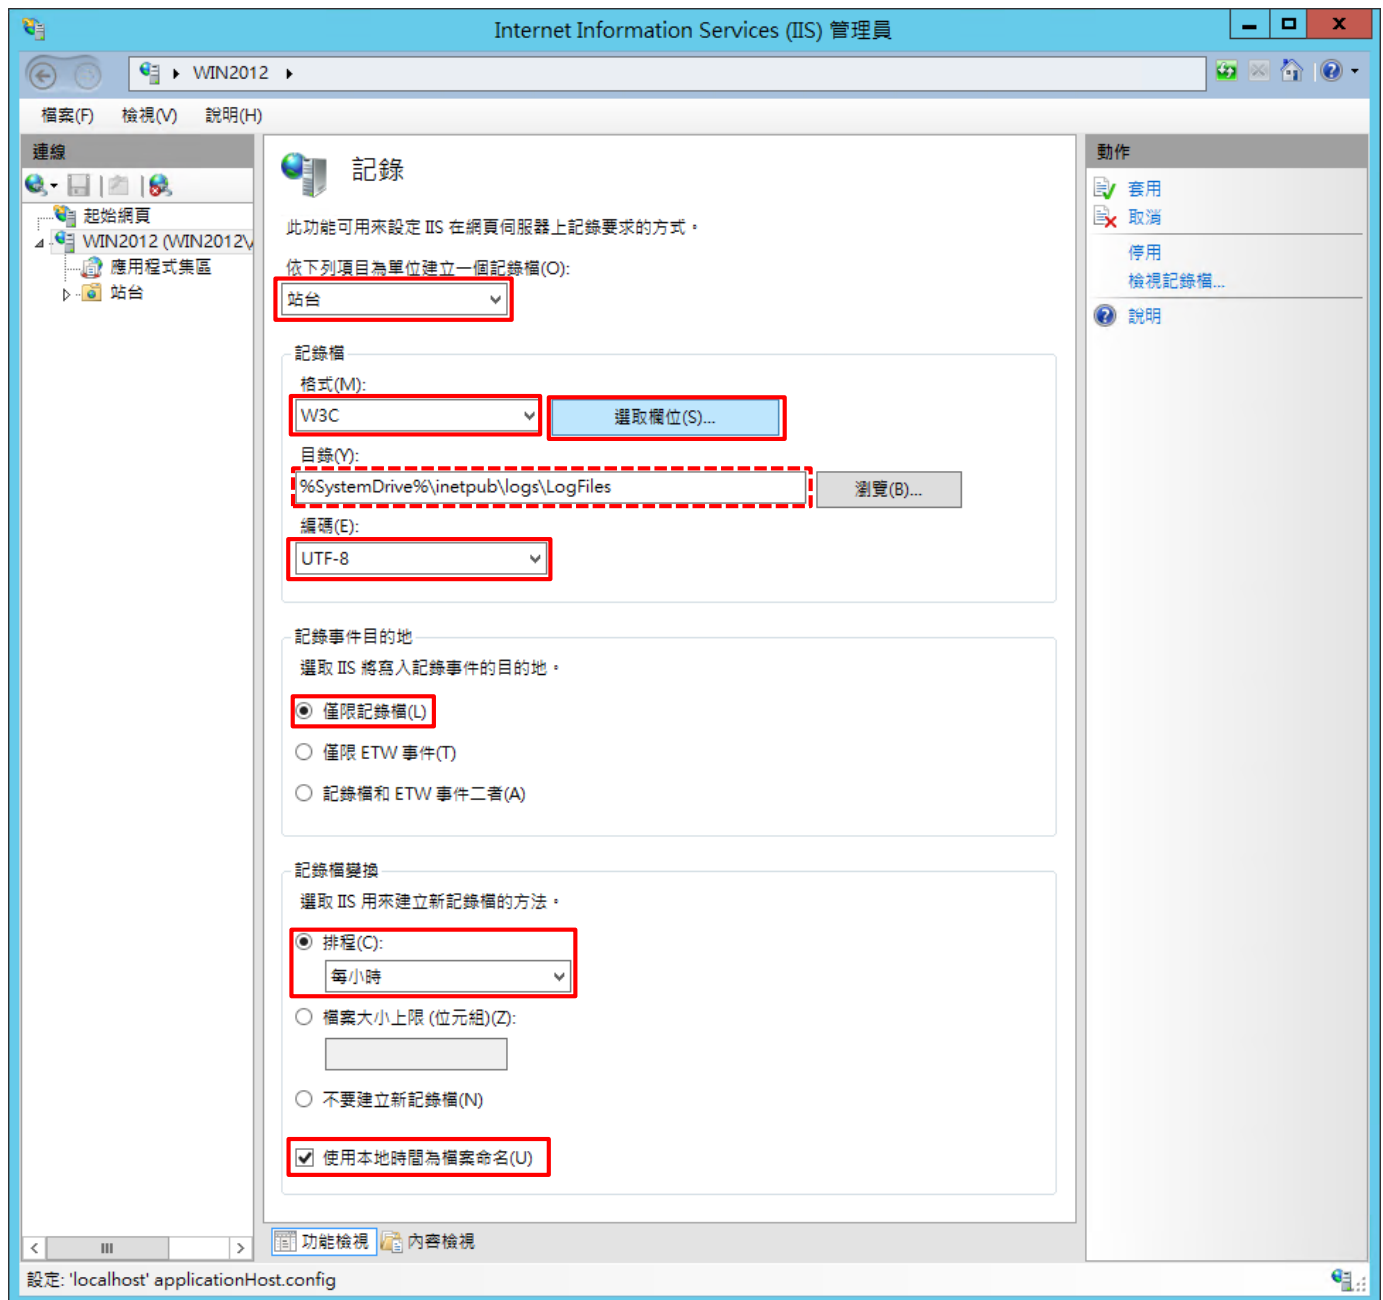 Internet Information Services (IIS) 管理員
WIN2012
檔案(F) 檢視(V) 說明(H)
連線
起始網頁
WIN2012 (WIN2012\
應用程式集區
站台
記錄
此功能可用來設定 IIS 在網頁伺服器上記錄要求的方式。
依下列項目為單位建立一個記錄檔(O):
站台
記錄檔
格式(M):
W3C
選取欄位(S)...
目錄(Y):
%SystemDrive%\inetpub\logs\LogFiles
瀏覽(B)...
編碼(E):
UTF-8
記錄事件目的地
選取 IIS 將寫入記錄事件的目的地。
僅限記錄檔(L)
僅限 ETW 事件(T)
記錄檔和 ETW 事件二者(A)
記錄檔變換
選取 IIS 用來建立新記錄檔的方法。
排程(C):
每小時
檔案大小上限 (位元組)(Z):
不要建立新記錄檔(N)
使用本地時間為檔案命名(U)
功能檢視 內容檢視
動作
套用
取消
停用
檢視記錄檔...
說明
設定: 'localhost' applicationHost.config